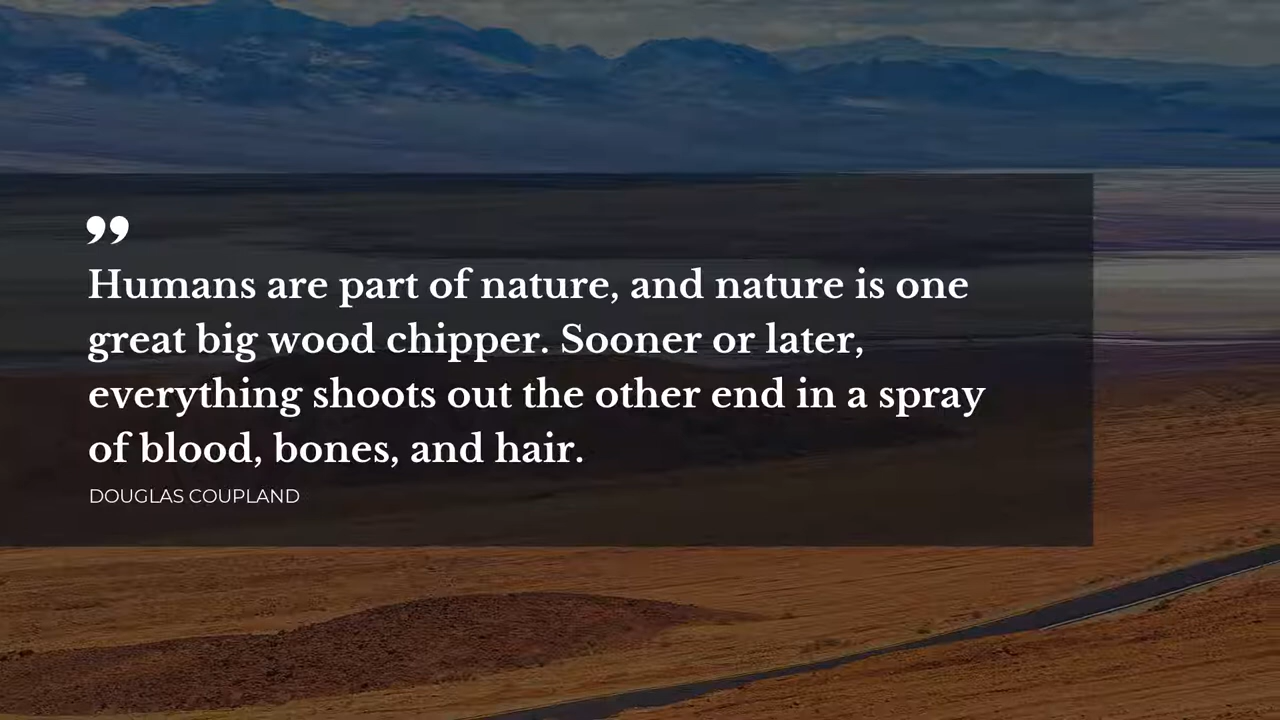 ”
Humans are part of nature, and nature is one
great big wood chipper. Sooner or later,
everything shoots out the other end in a spray
of blood, bones, and hair.
DOUGLAS COUPLAND